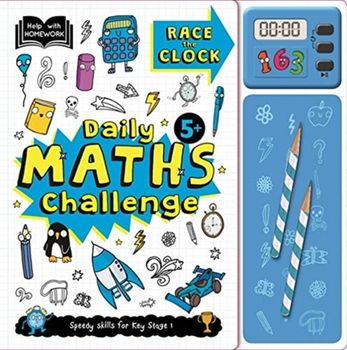 Help with
HOMEWORK
RACE
the
CLOCK
00:00
163
Daily
5+
MATHS
Challenge
Speedy skills for Key Stage 1